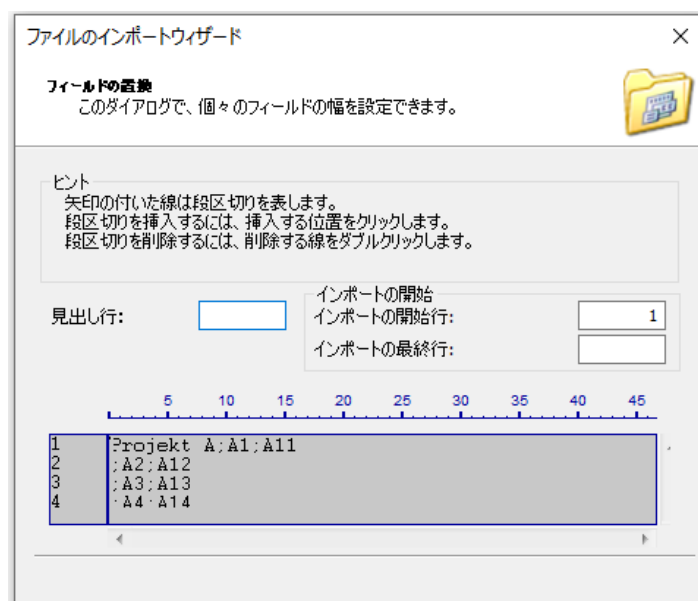 ファイルのインポートウィザード
フィールドの置換
このダイアログで、個々のフィールドの幅を設定できます。
ヒント
矢印の付いた線は段区切りを表します。
段区切りを挿入するには、挿入する位置をクリックします。
段区切りを削除するには、削除する線をダブルクリックします。
見出し行:
インポートの開始
インポートの開始行: 1
インポートの最終行:
5 10 15 20 25 30 35 40 45
1 Projekt A;A1;A11
2 ;A2;A12
3 ;A3;A13
4 ;A4;A14